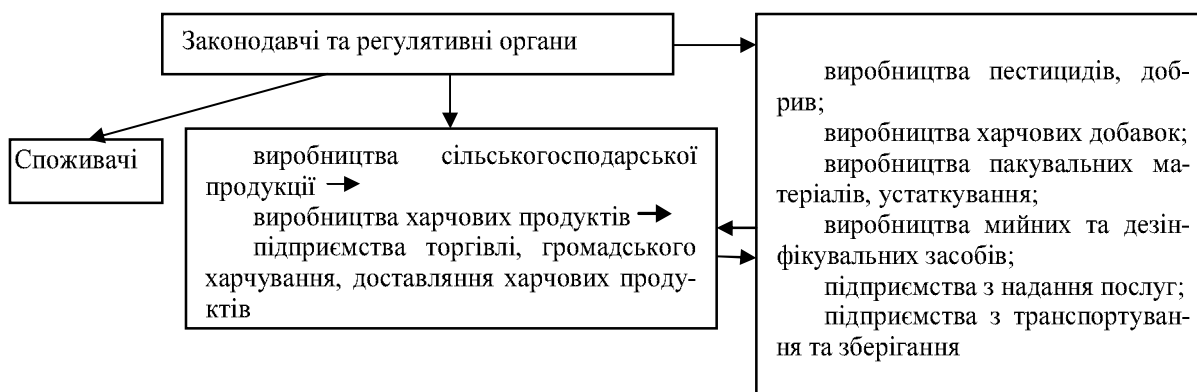 Законодавчі та регулятивні органи
Споживачі
виробництва сільськогосподарської
продукції →
виробництва харчових продуктів →
підприємства торгівлі, громадського
харчування, доставляння харчових проду-
ктів
виробництва пестицидів, доб-
рив;
виробництва харчових добавок;
виробництва пакувальних ма-
теріалів, устаткування;
виробництва мийних та дезін-
фікувальних засобів;
підприємства з надання послуг;
підприємства з транспортуван-
ня та зберігання